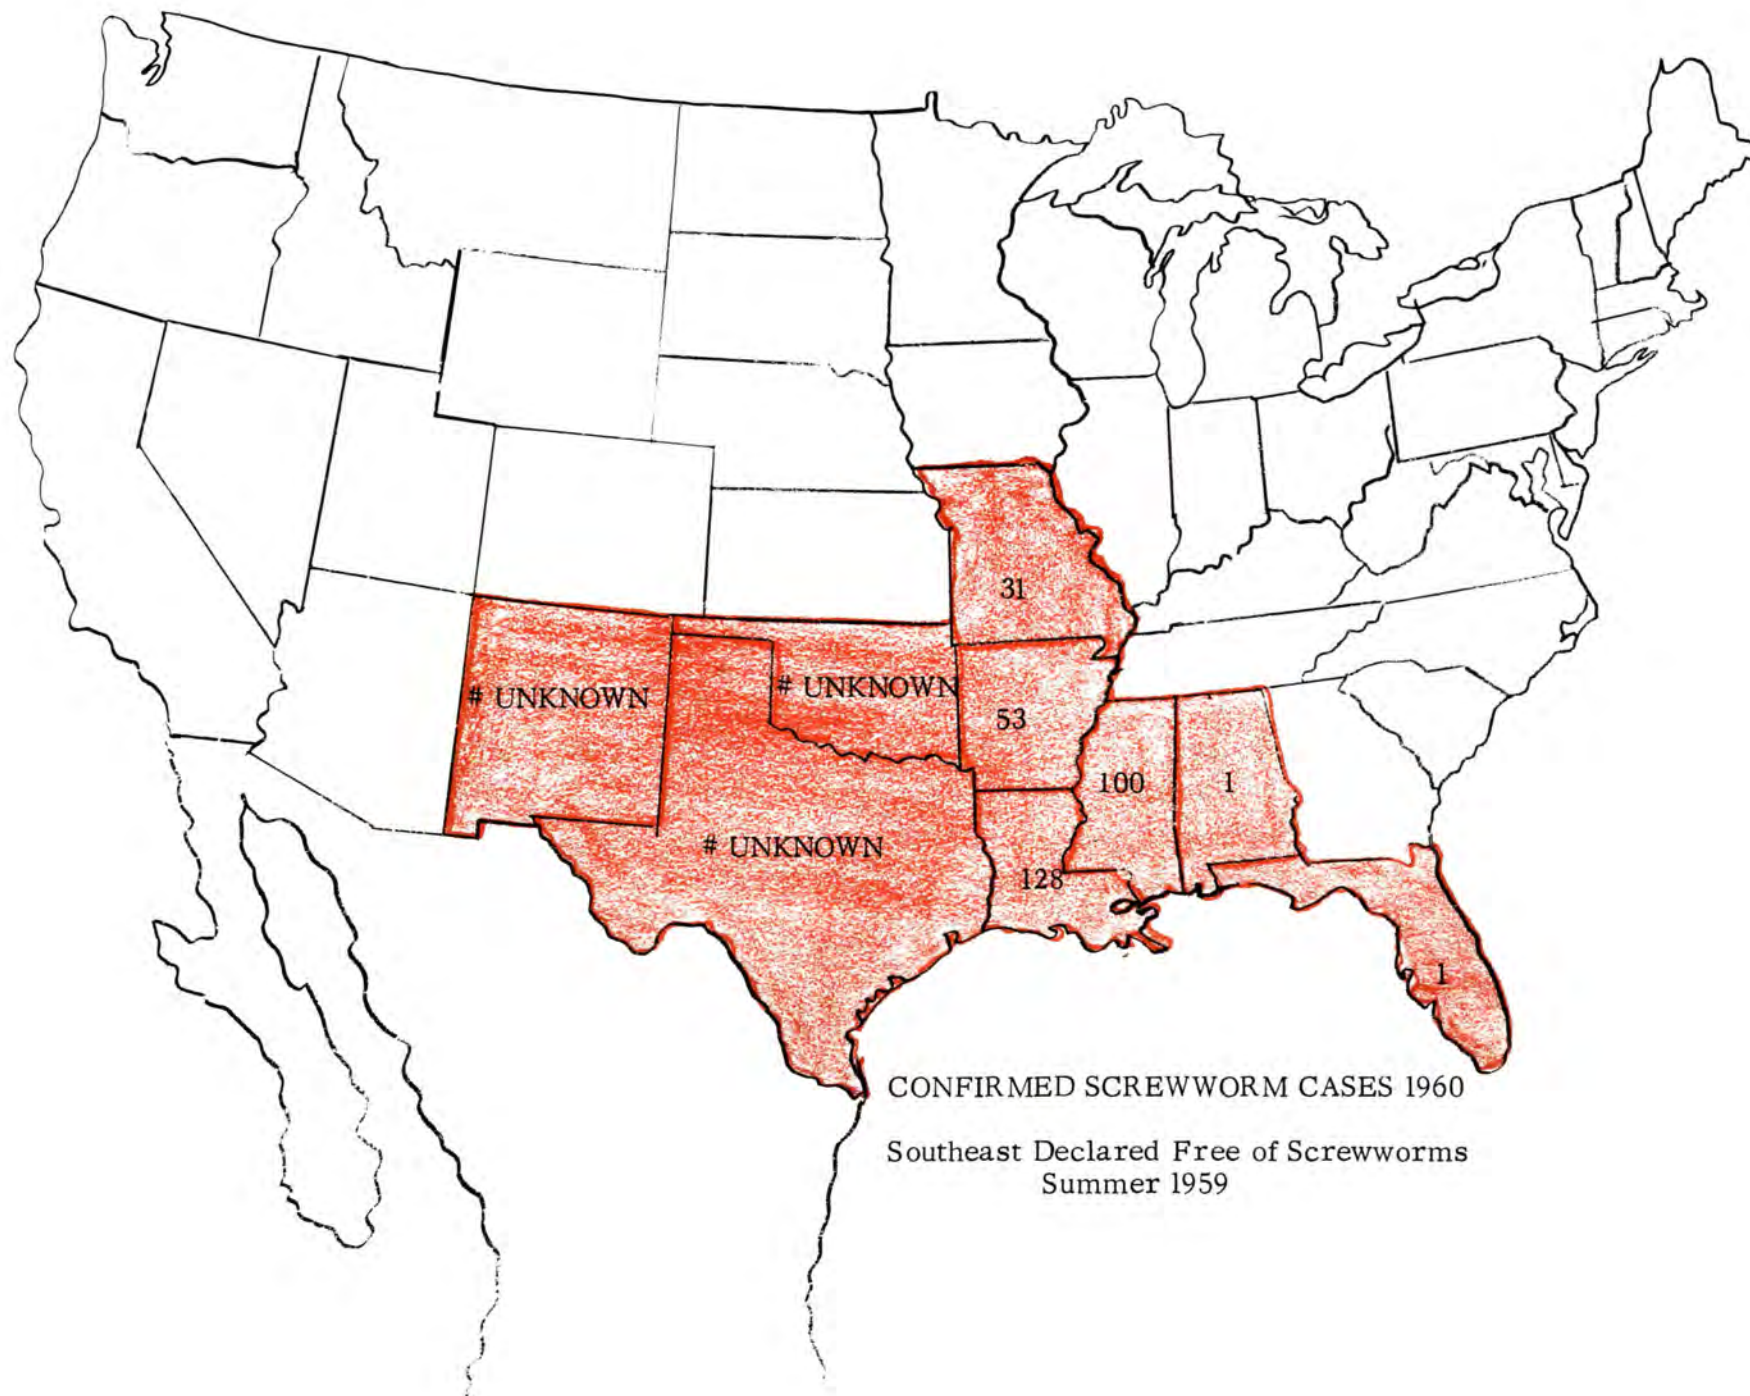 31
# UNKNOWN
# UNKNOWN
53
100
1
# UNKNOWN
128
1
CONFIRMED SCREWWORM CASES 1960
Southeast Declared Free of Screwworms
Summer 1959